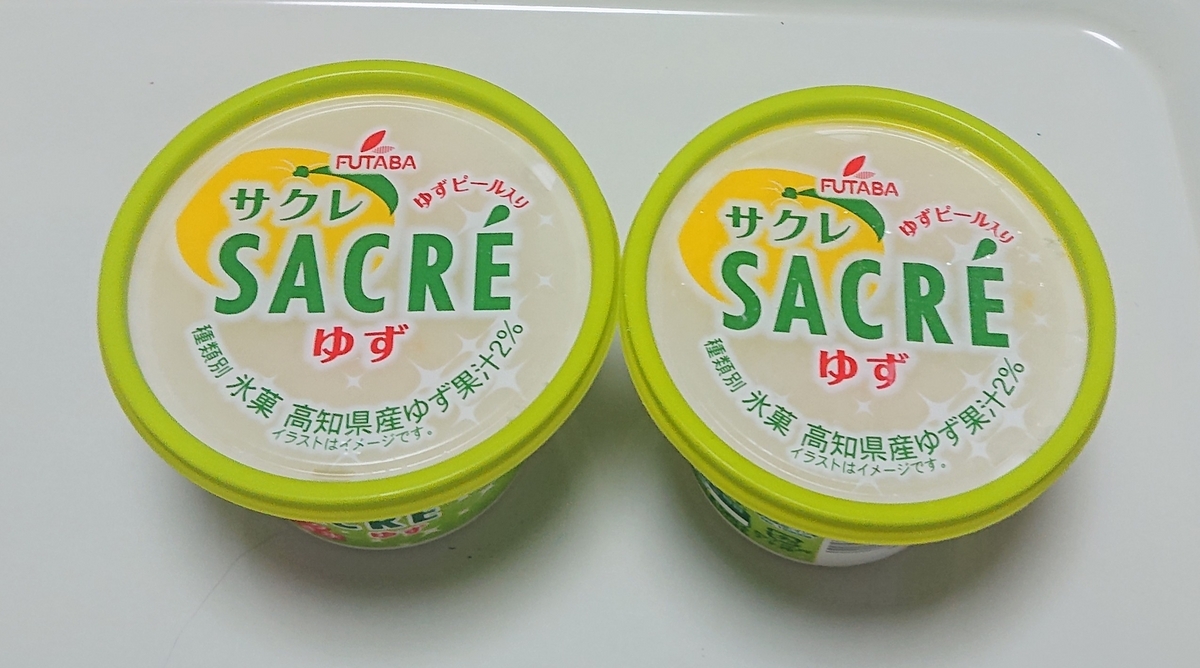 FUTABA
サクレ
ゆずピール入り
SACRÉ
ゆず
種類別 氷菓 高知県産ゆず果汁2%
イラストはイメージです。
ゆず
FUTABA
サクレ
ゆずピール入り
SACRÉ
ゆず
種類別 氷菓 高知県産ゆず果汁2%
イラストはイメージです。